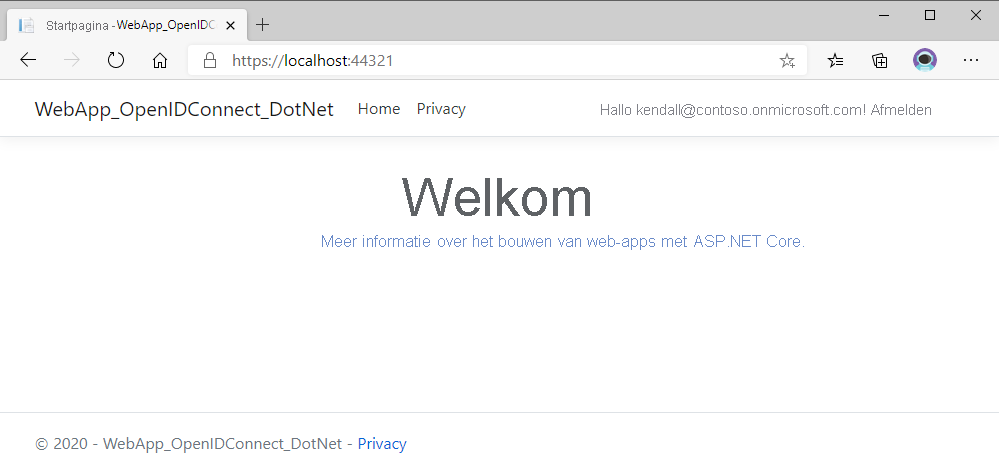 Startpagina - WebApp_OpenIDC
https://localhost:44321
WebApp_OpenIDConnect_DotNet Home Privacy Hallo kendall@contoso.onmicrosoft.com! Afmelden
Welkom
Meer informatie over het bouwen van web-apps met ASP.NET Core.
© 2020 - WebApp_OpenIDConnect_DotNet - Privacy